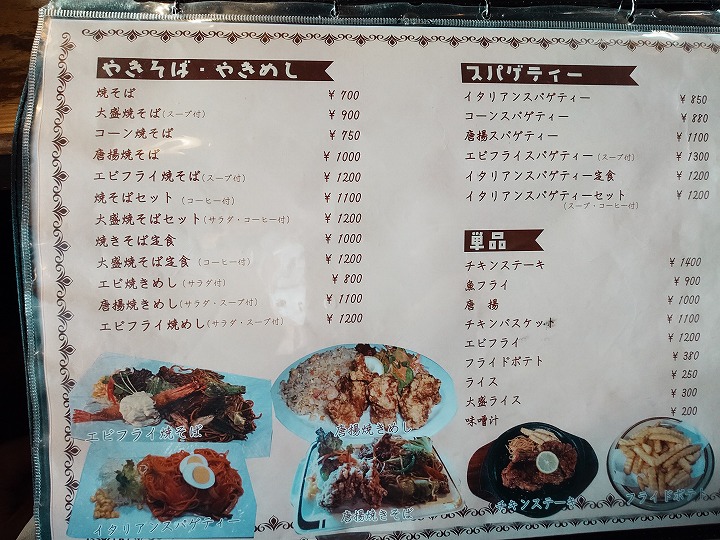 やきそば・やきめし
焼そば ¥ 700
大盛焼そば(スープ付) ¥ 900
コーン焼そば ¥ 750
唐揚焼そば ¥ 1000
エビフライ焼そば(スープ付) ¥ 1200
焼そばセット (コーヒー付) ¥ 1100
大盛焼そばセット(サラダ・コーヒー付) ¥ 1200
焼きそば定食 ¥ 1000
大盛焼そば定食 (コーヒー付) ¥ 1200
エビ焼きめし(サラダ付) ¥ 800
唐揚焼きめし(サラダ・スープ付) ¥ 1100
エビフライ焼めし(サラダ・スープ付) ¥ 1200
スパゲティー
イタリアンスパゲティー ¥ 850
コーンスパゲティー ¥ 880
唐揚スパゲティー ¥ 1100
エビフライスパゲティー(スープ付) ¥ 1300
イタリアンスパゲティー定食 ¥ 1200
イタリアンスパゲティーセット ¥ 1200
(スープ・コーヒー付)
単品
チキンステーキ ¥ 1400
魚フライ ¥ 900
唐 揚 ¥ 1000
チキンバスケット ¥ 1100
エビフライ ¥ 1200
フライドポテト ¥ 380
ライス ¥ 250
大盛ライス ¥ 300
味噌汁 ¥ 200
エビフライ焼そば
唐揚焼きめし
イタリアンスパゲティー
唐揚焼きそば
チキンステーキ
フライドポテト